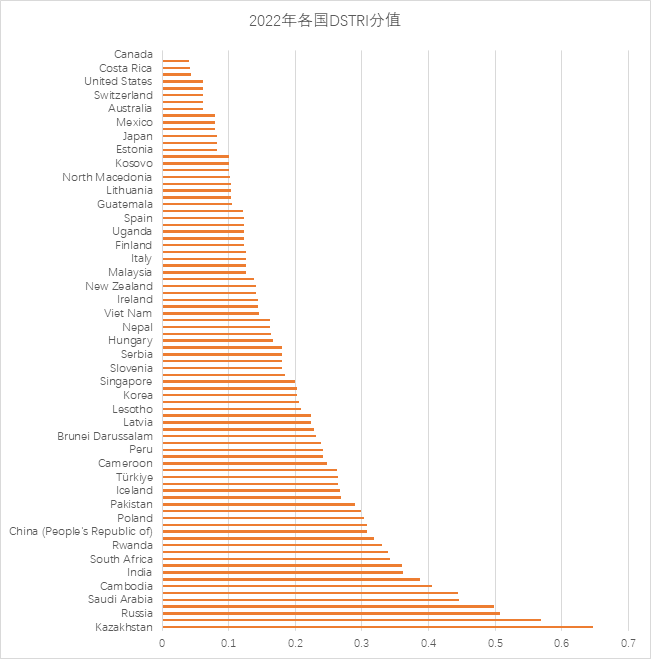 2022年各国DSTRI分值
Canada
Costa Rica
United States
Switzerland
Australia
Mexico
Japan
Estonia
Kosovo
North Macedonia
Lithuania
Guatemala
Spain
Uganda
Finland
Italy
Malaysia
New Zealand
Ireland
Viet Nam
Nepal
Hungary
Serbia
Slovenia
Singapore
Korea
Lesotho
Latvia
Brunei Darussalam
Peru
Cameroon
Türkiye
Iceland
Pakistan
Poland
China (People's Republic of)
Rwanda
South Africa
India
Cambodia
Saudi Arabia
Russia
Kazakhstan
0 0.1 0.2 0.3 0.4 0.5 0.6 0.7